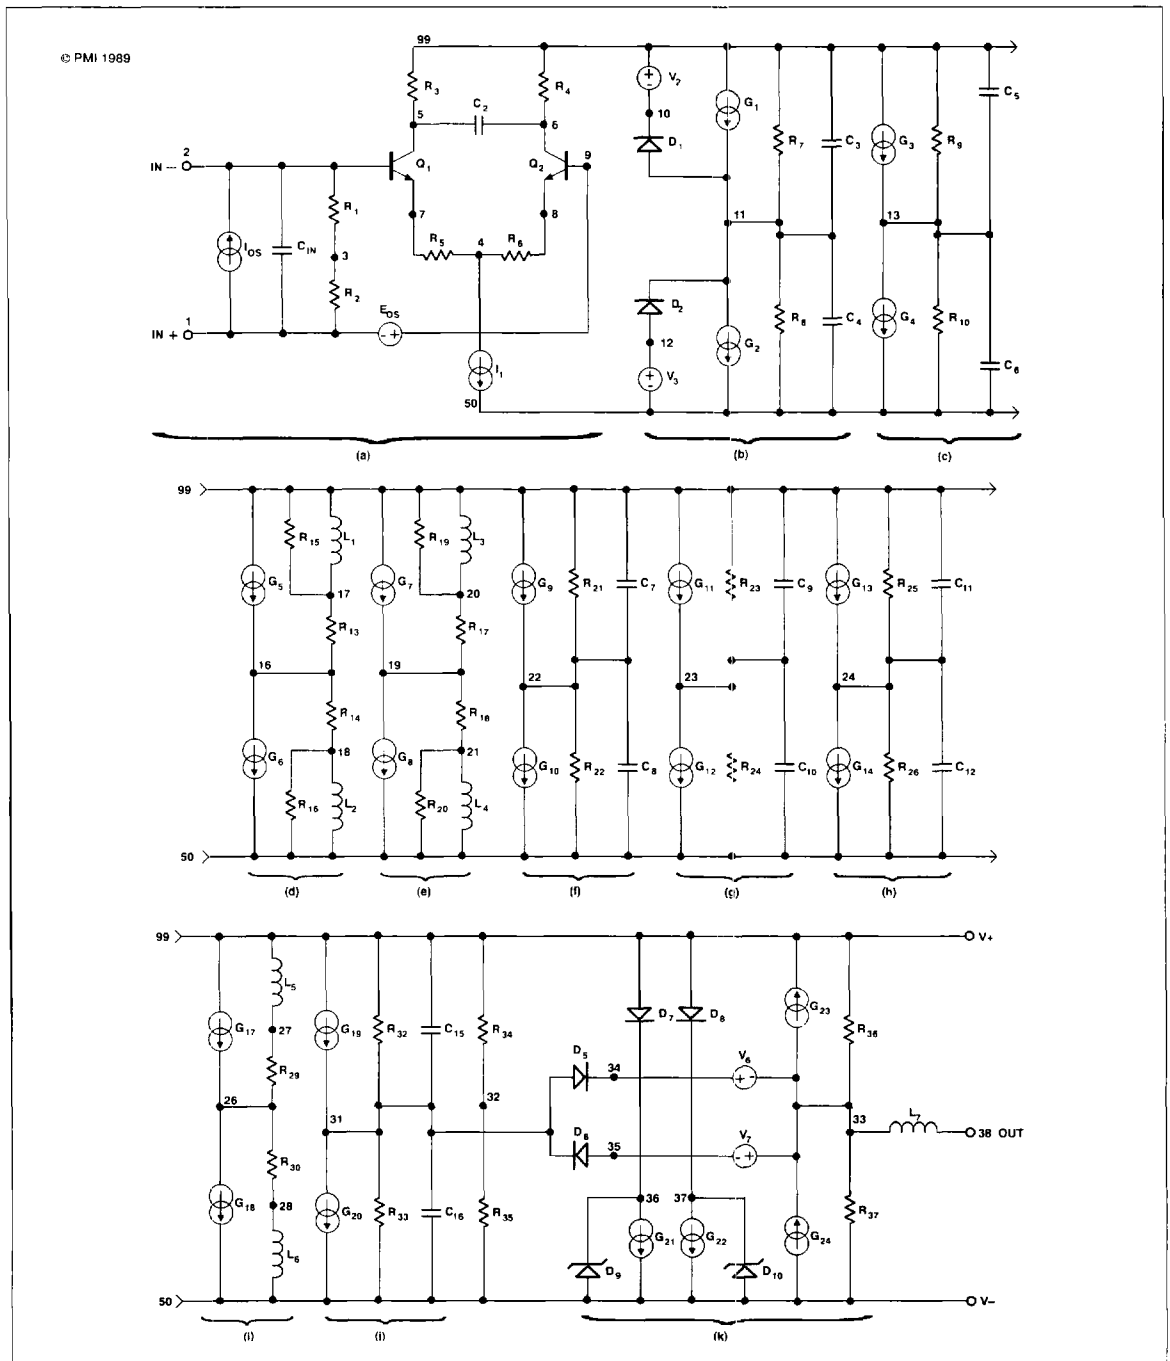 © PMI 1989
99
R3 R4
C2
5 6
IN – 2
Q1 Q2 9
7 8
IOS CIN R1
3
R2
R5 4 R6
IN + 1
EOS
- +
I1
50
(a)
+ - V2
10
D1
G1
R7 C3
11
D2
12
+ - V3
G2
R8 C4
(b)
G3 R9 C5
13
G4 R10 C6
(c)
99
R15 L1
G5
17
R13
16
R14
18
G6
R16 L2
50
(d)
R19 L3
G7
20
R17
19
R18
21
G8
R20 L4
(e)
G9 R21 C7
22
G10 R22 C8
(f)
G11 R23 C9
23
G12 R24 C10
(g)
G13 R25 C11
24
G14 R26 C12
(h)
99
L5
G17
27
R29
26
R30
28
G18
L6
50
(i)
G19 R32 C15
31
G20 R33 C16
(j)
R34
32
R35
D7 D8
D5 34
V6
+ -
D6 35
V7
- +
G23 R36
33
L7
38 OUT
36 37
G21 G22
G24 R37
D9 D10
V+
V–
(k)